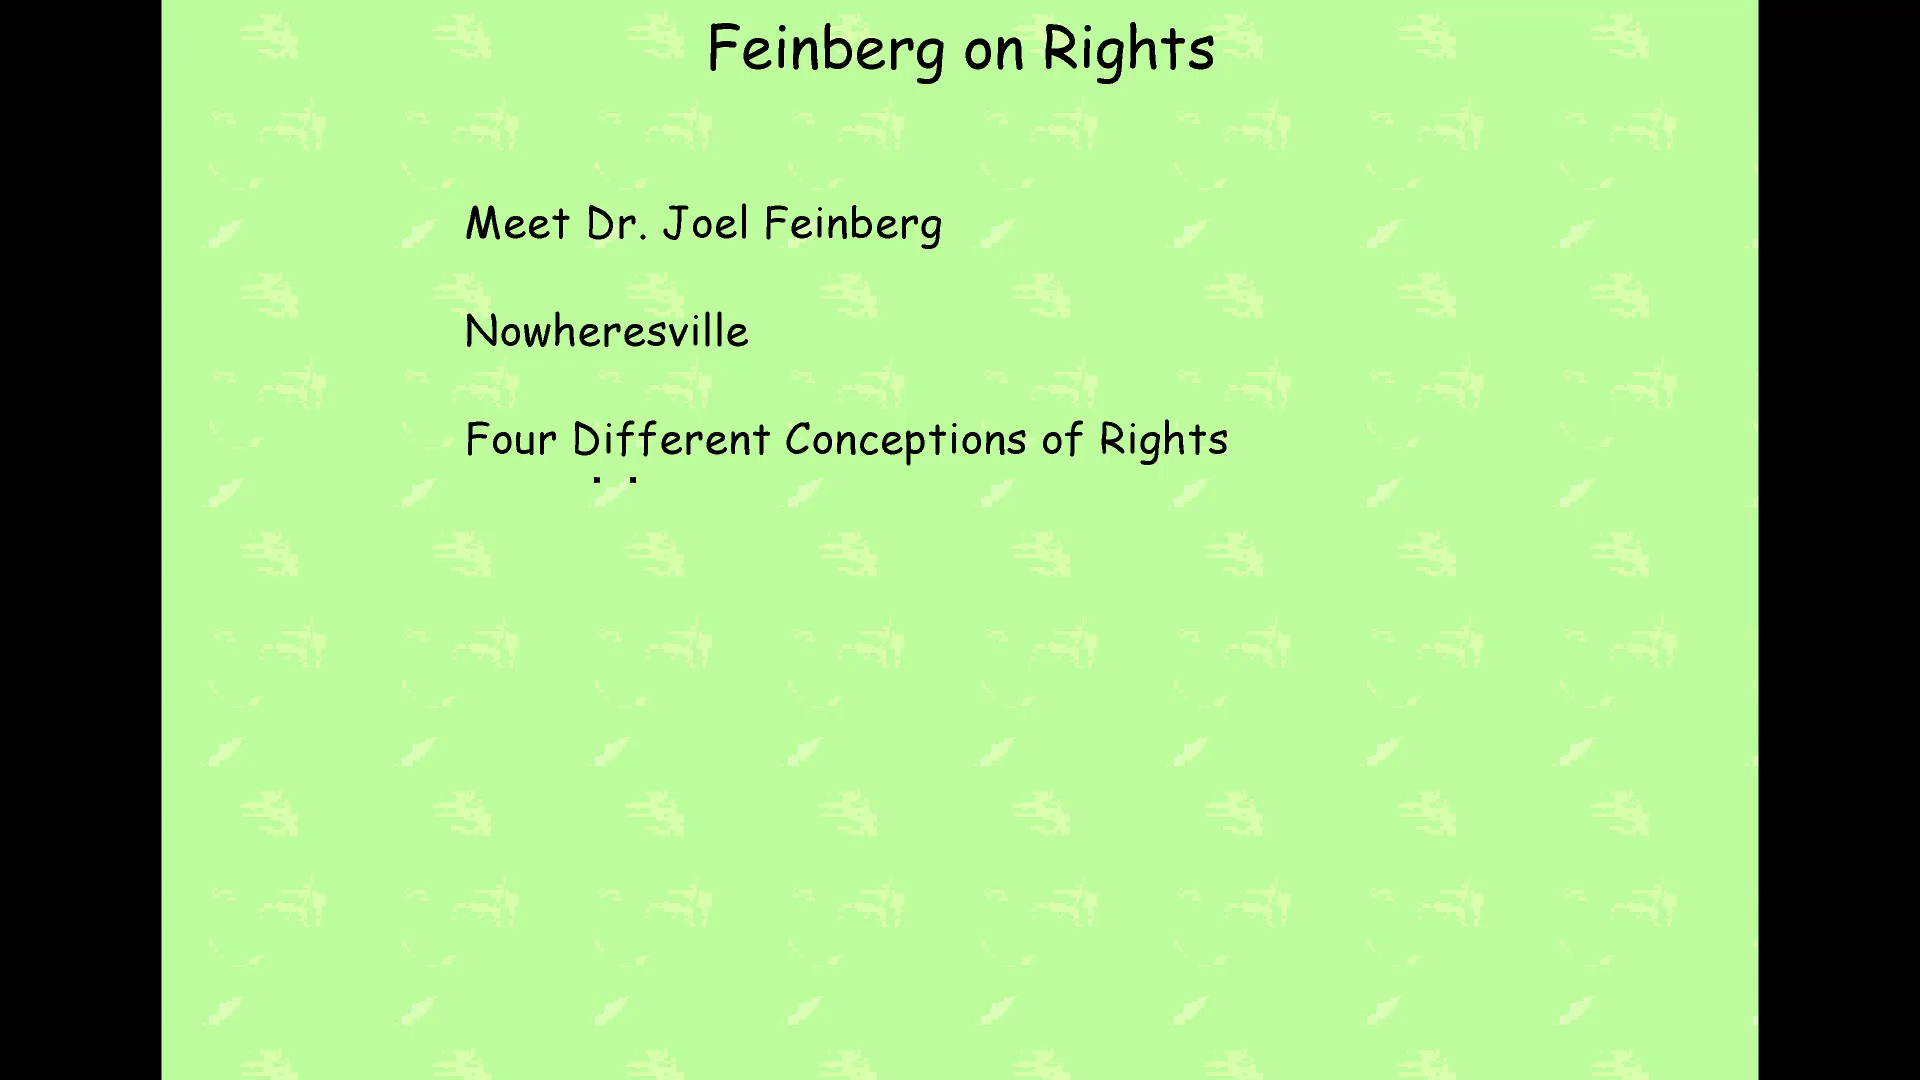 Feinberg on Rights
Meet Dr. Joel Feinberg
Nowheresville
Four Different Conceptions of Rights